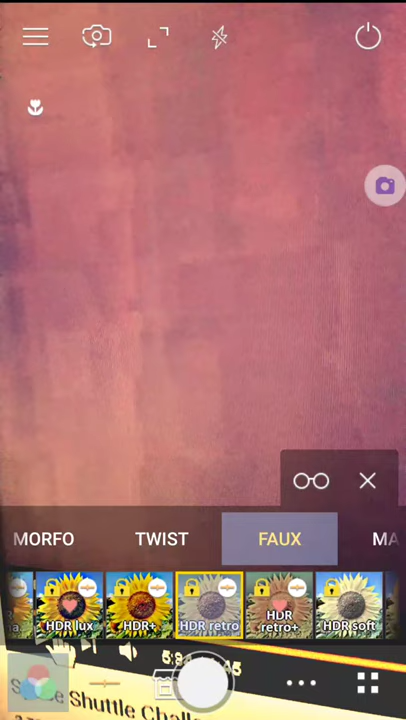 MORFO TWIST FAUX MA
HDR lux HDR+ HDR retro HDR retro+ HDR soft
Shuttle Chall